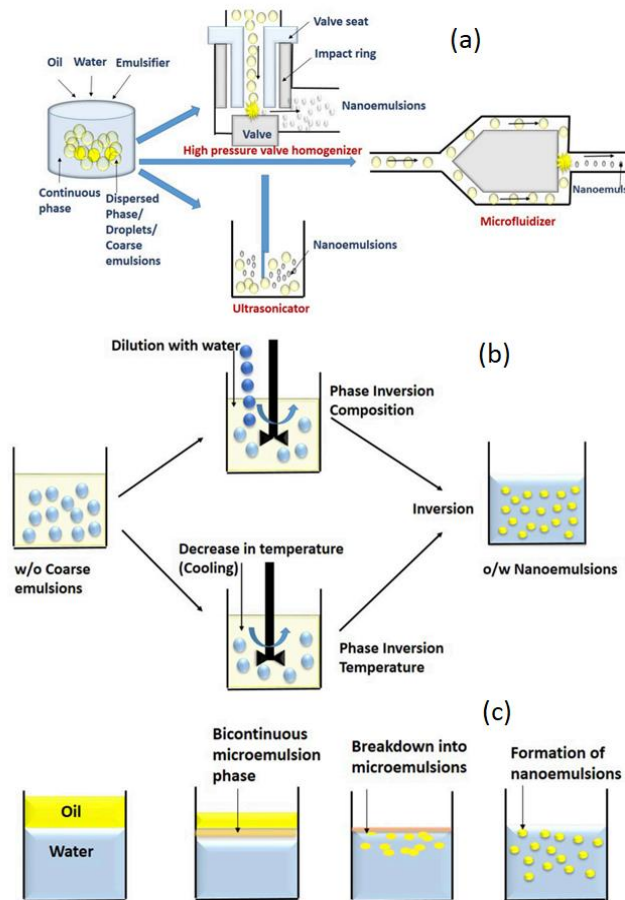 Valve seat
(a)
Oil
Water
Emulsifier
Impact ring
Nanoemulsions
Valve
High pressure valve homogenizer
Continuous
phase
Dispersed
Phase/
Droplets/
Coarse
emulsions
Nanoemuls
Microfluidizer
Nanoemulsions
Ultrasonicator
(b)
Dilution with water
Phase Inversion
Composition
Inversion
w/o Coarse
emulsions
Decrease in temperature
(Cooling)
o/w Nanoemulsions
Phase Inversion
Temperature
(c)
Bicontinuous
microemulsion
phase
Breakdown into
microemulsions
Formation of
nanoemulsions
Oil
Water